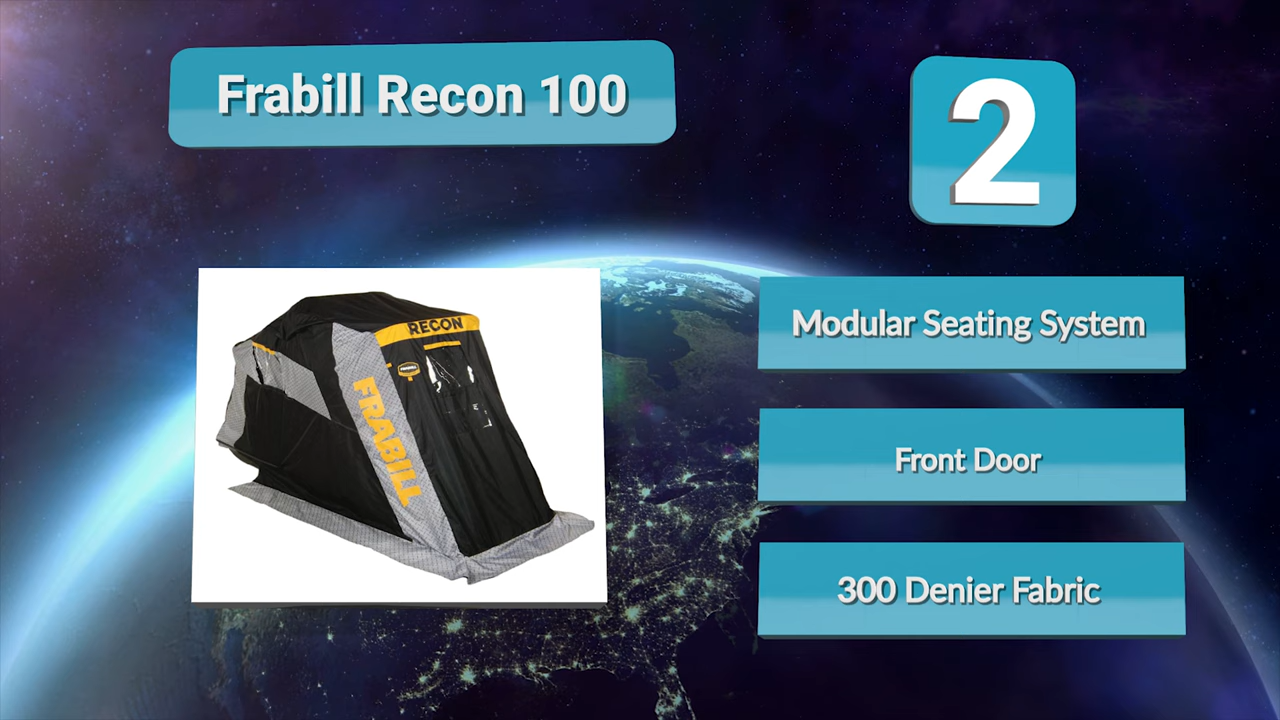 Frabill Recon 100
2
RECON
FRABILL
Modular Seating System
Front Door
300 Denier Fabric